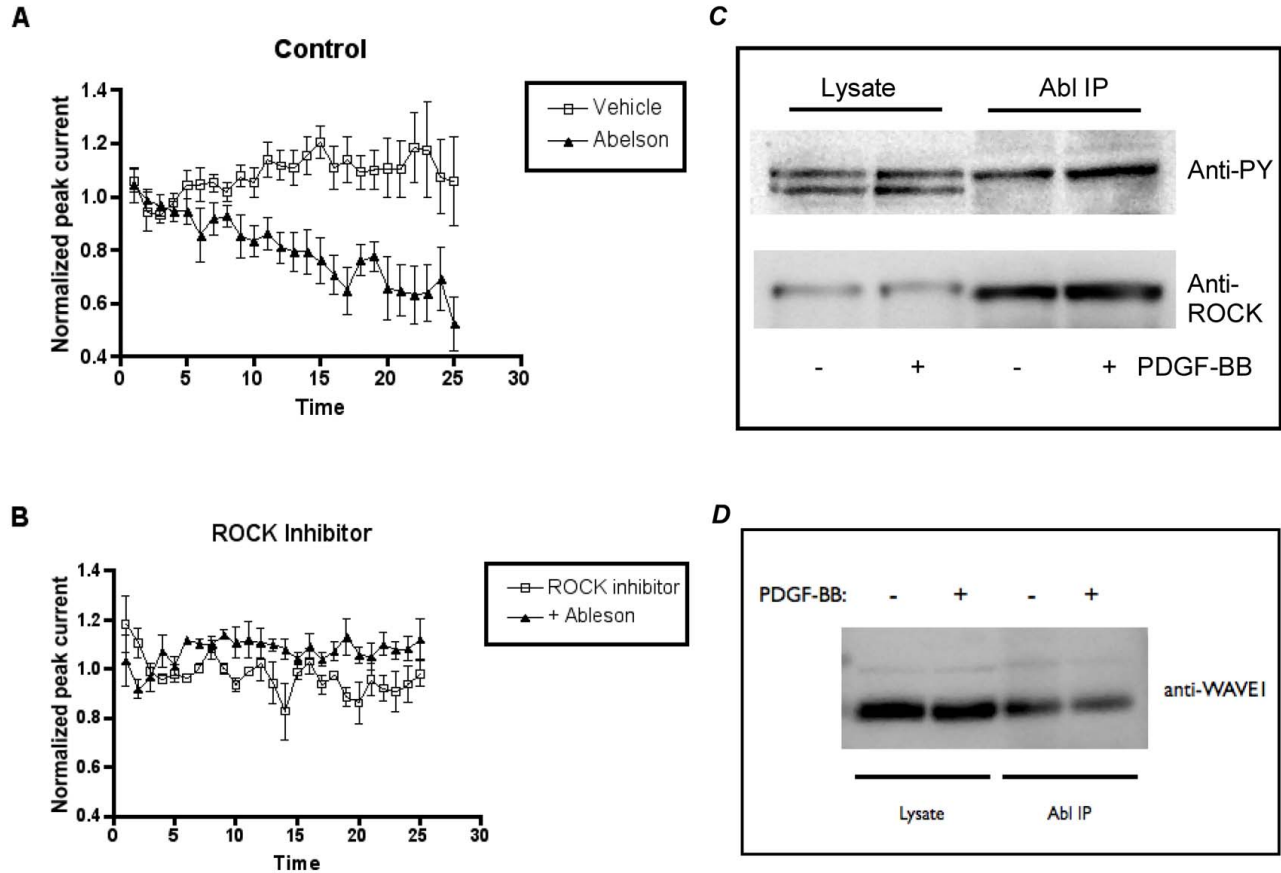 A
Control
Normalized peak current
1.4
1.2
1.0
0.8
0.6
0.4
0 5 10 15 20 25 30
Time
Vehicle
Abelson
B
ROCK Inhibitor
Normalized peak current
1.4
1.2
1.0
0.8
0.6
0.4
0 5 10 15 20 25 30
Time
ROCK inhibitor
+ Ableson
C
Lysate Abl IP
Anti-PY
Anti-
ROCK
- + - + PDGF-BB
D
PDGF-BB: - + - +
anti-WAVE1
Lysate Abl IP